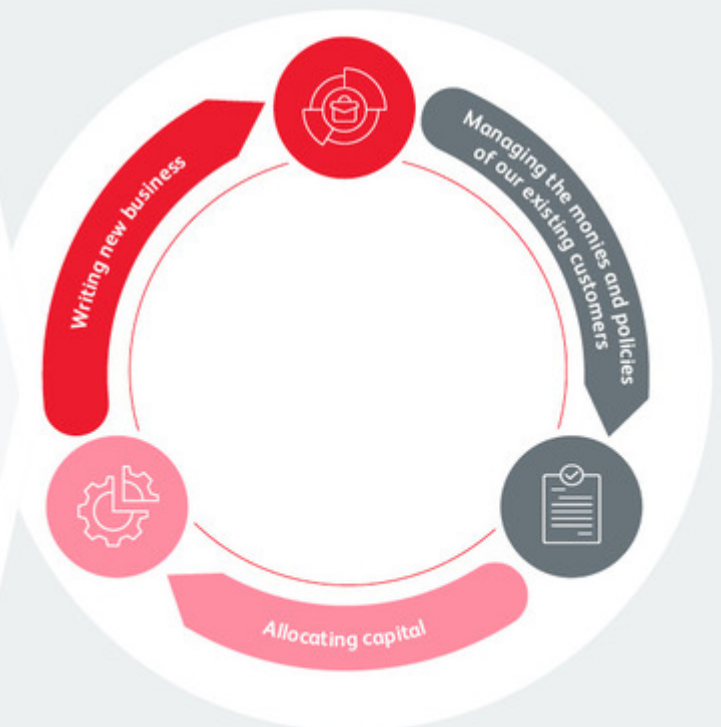 Writing new business
Managing the monies and policies
of our existing customers
Allocating capital